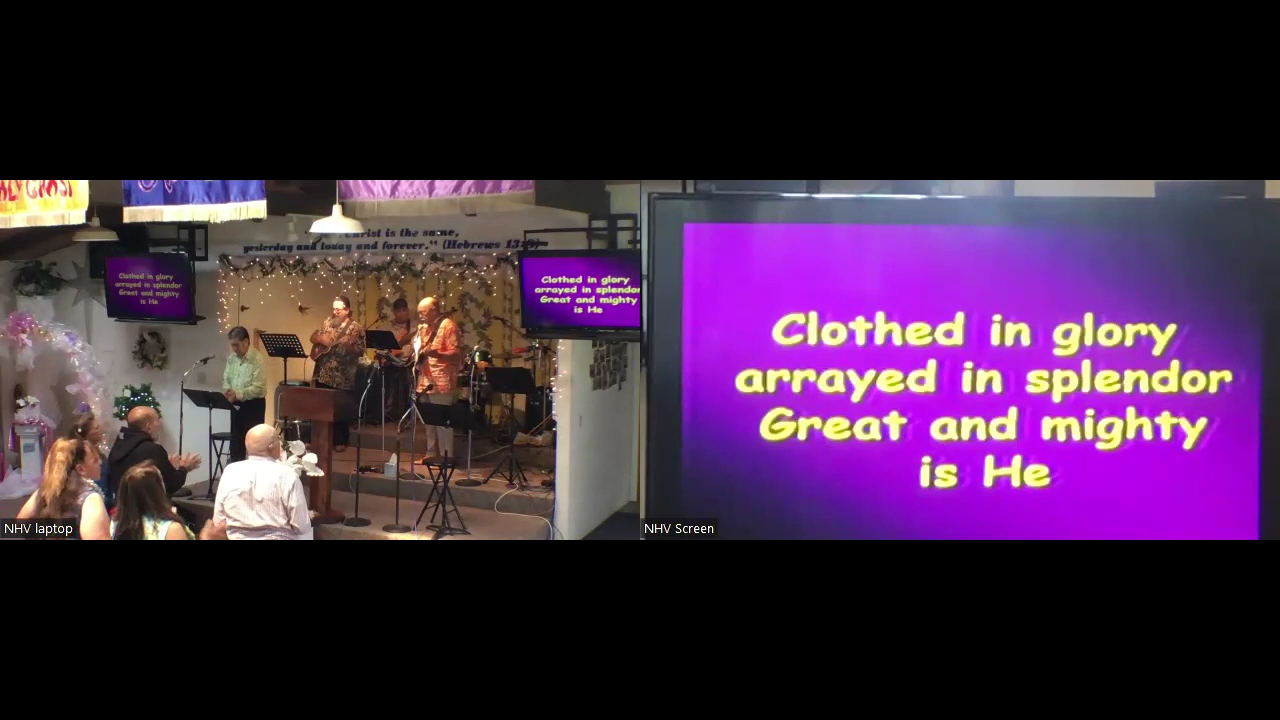 "Christ is the same,
yesterday and today and forever." (Hebrews 13:8)
Clothed in glory
arrayed in splendor
Great and mighty
is He
Clothed in glory
arrayed in splendor
Great and mighty
is He
NHV laptop
Clothed in glory
arrayed in splendor
Great and mighty
is He
NHV Screen